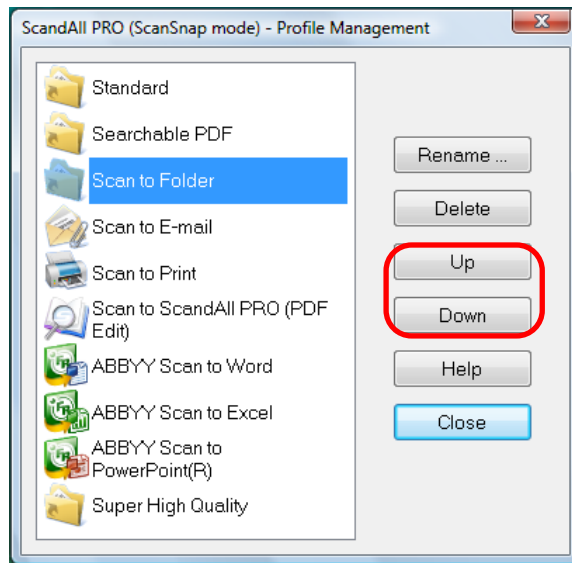 ScandAll PRO (ScanSnap mode) - Profile Management
Standard
Searchable PDF
Scan to Folder
Scan to E-mail
Scan to Print
Scan to ScandAll PRO (PDF
Edit)
ABBYY Scan to Word
ABBYY Scan to Excel
ABBYY Scan to
PowerPoint(R)
Super High Quality
Rename ...
Delete
Up
Down
Help
Close